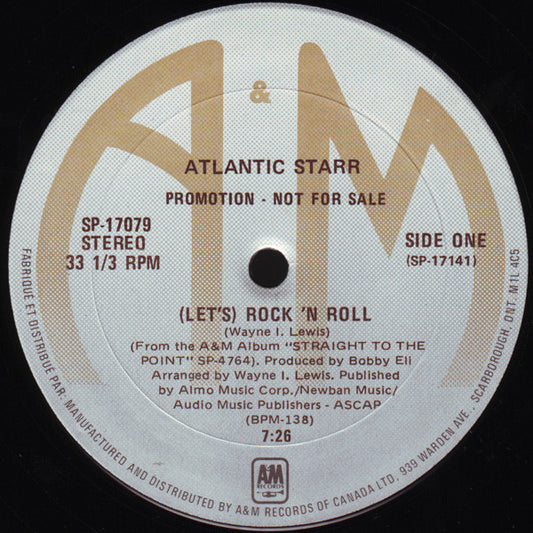 A & M
ATLANTIC STARR
PROMOTION - NOT FOR SALE
SP-17079
STEREO
33 1/3 RPM
SIDE ONE
(SP-17141)
(LET'S) ROCK 'N ROLL
(Wayne I. Lewis)
(From the A&M Album "STRAIGHT TO THE
POINT" SP-4764). Produced by Bobby Eli
Arranged by Wayne I. Lewis. Published
by Almo Music Corp./Newban Music/
Audio Music Publishers - ASCAP
(BPM-138)
7:26
A&M
RECORDS
FABRIQUE ET DISTRIBUE PAR: MANUFACTURED AND DISTRIBUTED BY A&M RECORDS OF CANADA LTD. 939 WARDEN AVE., SCARBOROUGH, ONT. M1L 4C5